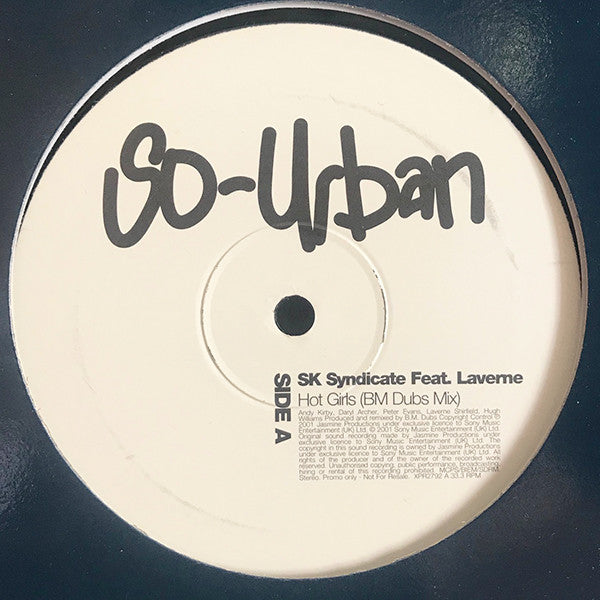 So-Urban
SIDE A
SK Syndicate Feat. Laverne
Hot Girls (BM Dubs Mix)
Andy Kirby, Daryl Archer, Peter Evans, Laverne Shirfield, Hugh
Williams Produced and remixed by B.M. Dubs Copyright Control ℗
2001 Jasmine Productions under exclusive licence to Sony Music
Entertainment (UK) Ltd. © 2001 Sony Music Entertainment (UK) Ltd.
Original sound recording made by Jasmine Productions under
exclusive licence to Sony Music Entertainment (UK) Ltd. The
copyright in this sound recording is owned by Jasmine Productions
under exclusive licence to Sony Music Entertainment (UK) Ltd. All
rights of the producer and of the owner of the recorded work
reserved. Unauthorised copying, public performance, broadcasting,
hiring or rental of this recording prohibited. MCPS/BIEM/SDRM.
Stereo. Promo only - Not For Resale. XPR2792 A 33.3 RPM